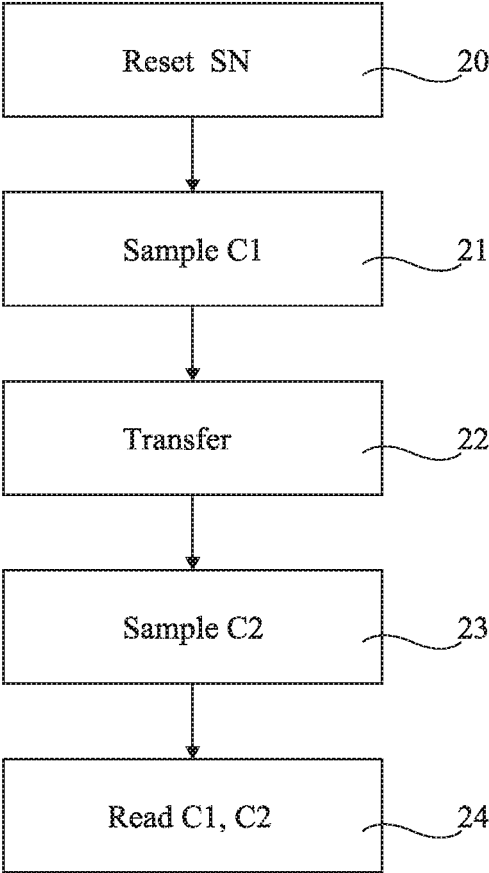 Reset SN 20
Sample C1 21
Transfer 22
Sample C2 23
Read C1, C2 24